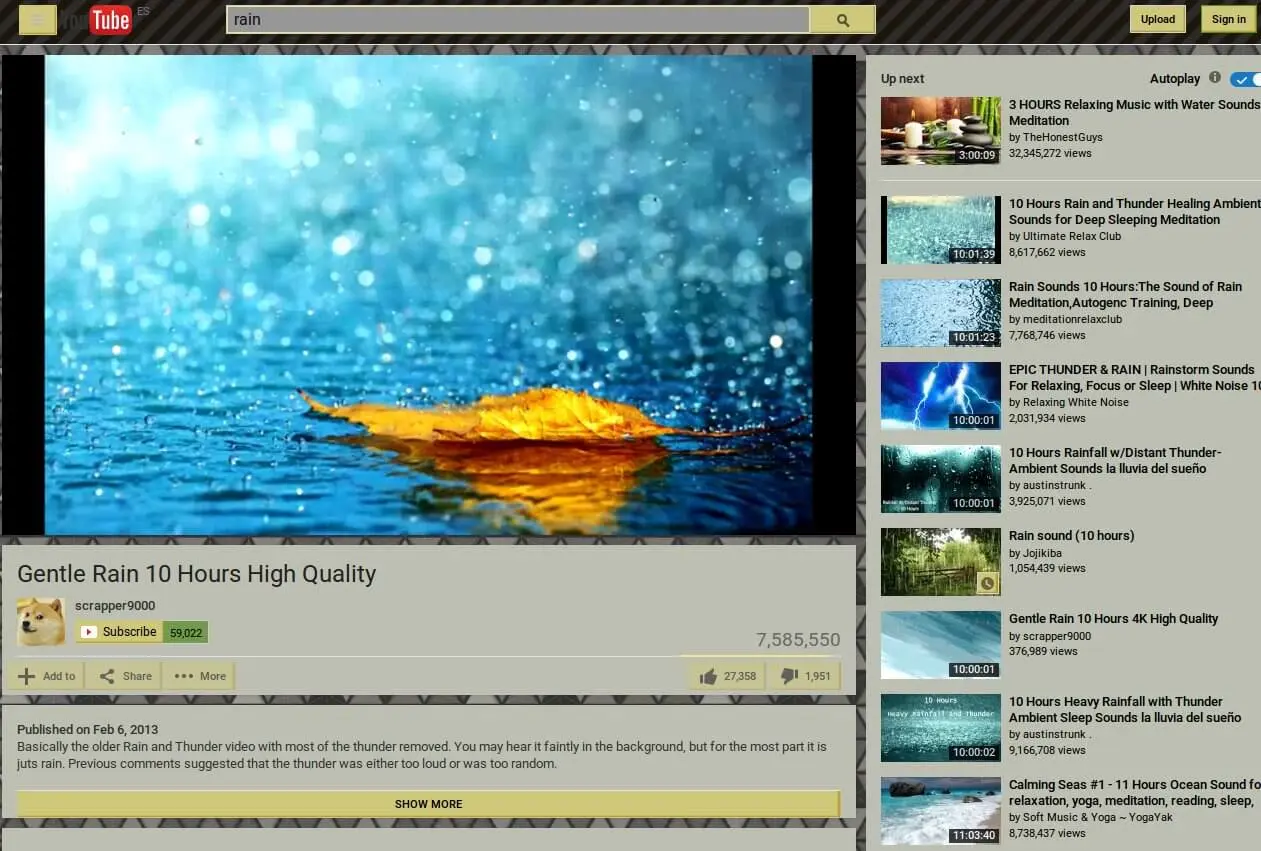 YouTube ES
rain
Upload
Sign in
Gentle Rain 10 Hours High Quality
scrapper9000
Subscribe 59,022
7,585,550
Add to Share More
27,358 1,951
Published on Feb 6, 2013
Basically the older Rain and Thunder video with most of the thunder removed. You may hear it faintly in the background, but for the most part it is
juts rain. Previous comments suggested that the thunder was either too loud or was too random.
SHOW MORE
Up next
Autoplay
3:00:09
3 HOURS Relaxing Music with Water Sounds
Meditation
by TheHonestGuys
32,345,272 views
10:01:39
10 Hours Rain and Thunder Healing Ambient
Sounds for Deep Sleeping Meditation
by Ultimate Relax Club
8,617,662 views
10:01:23
Rain Sounds 10 Hours:The Sound of Rain
Meditation,Autogenc Training, Deep
by meditationrelaxclub
7,768,746 views
10:00:01
EPIC THUNDER & RAIN | Rainstorm Sounds
For Relaxing, Focus or Sleep | White Noise 10
by Relaxing White Noise
2,031,934 views
10:00:01
10 Hours Rainfall w/Distant Thunder-
Ambient Sounds la lluvia del sueño
by austinstrunk .
3,925,071 views
Rain sound (10 hours)
by Jojikiba
1,054,439 views
10:00:01
Gentle Rain 10 Hours 4K High Quality
by scrapper9000
376,989 views
10 Hours
Heavy Rainfall and Thunder
10:00:02
10 Hours Heavy Rainfall with Thunder
Ambient Sleep Sounds la lluvia del sueño
by austinstrunk .
9,166,708 views
11:03:40
Calming Seas #1 - 11 Hours Ocean Sound fo
relaxation, yoga, meditation, reading, sleep,
by Soft Music & Yoga ~ YogaYak
8,738,437 views